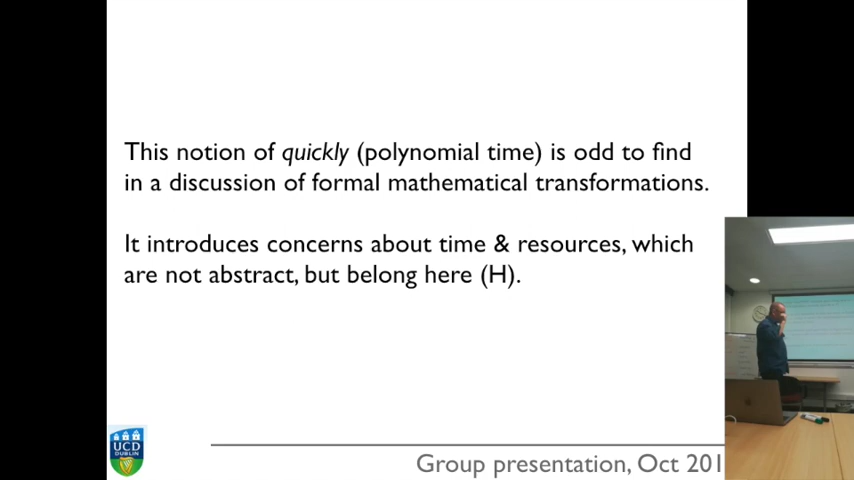 This notion of quickly (polynomial time) is odd to find
in a discussion of formal mathematical transformations.
It introduces concerns about time & resources, which
are not abstract, but belong here (H).
UCD
DUBLIN
Group presentation, Oct 201